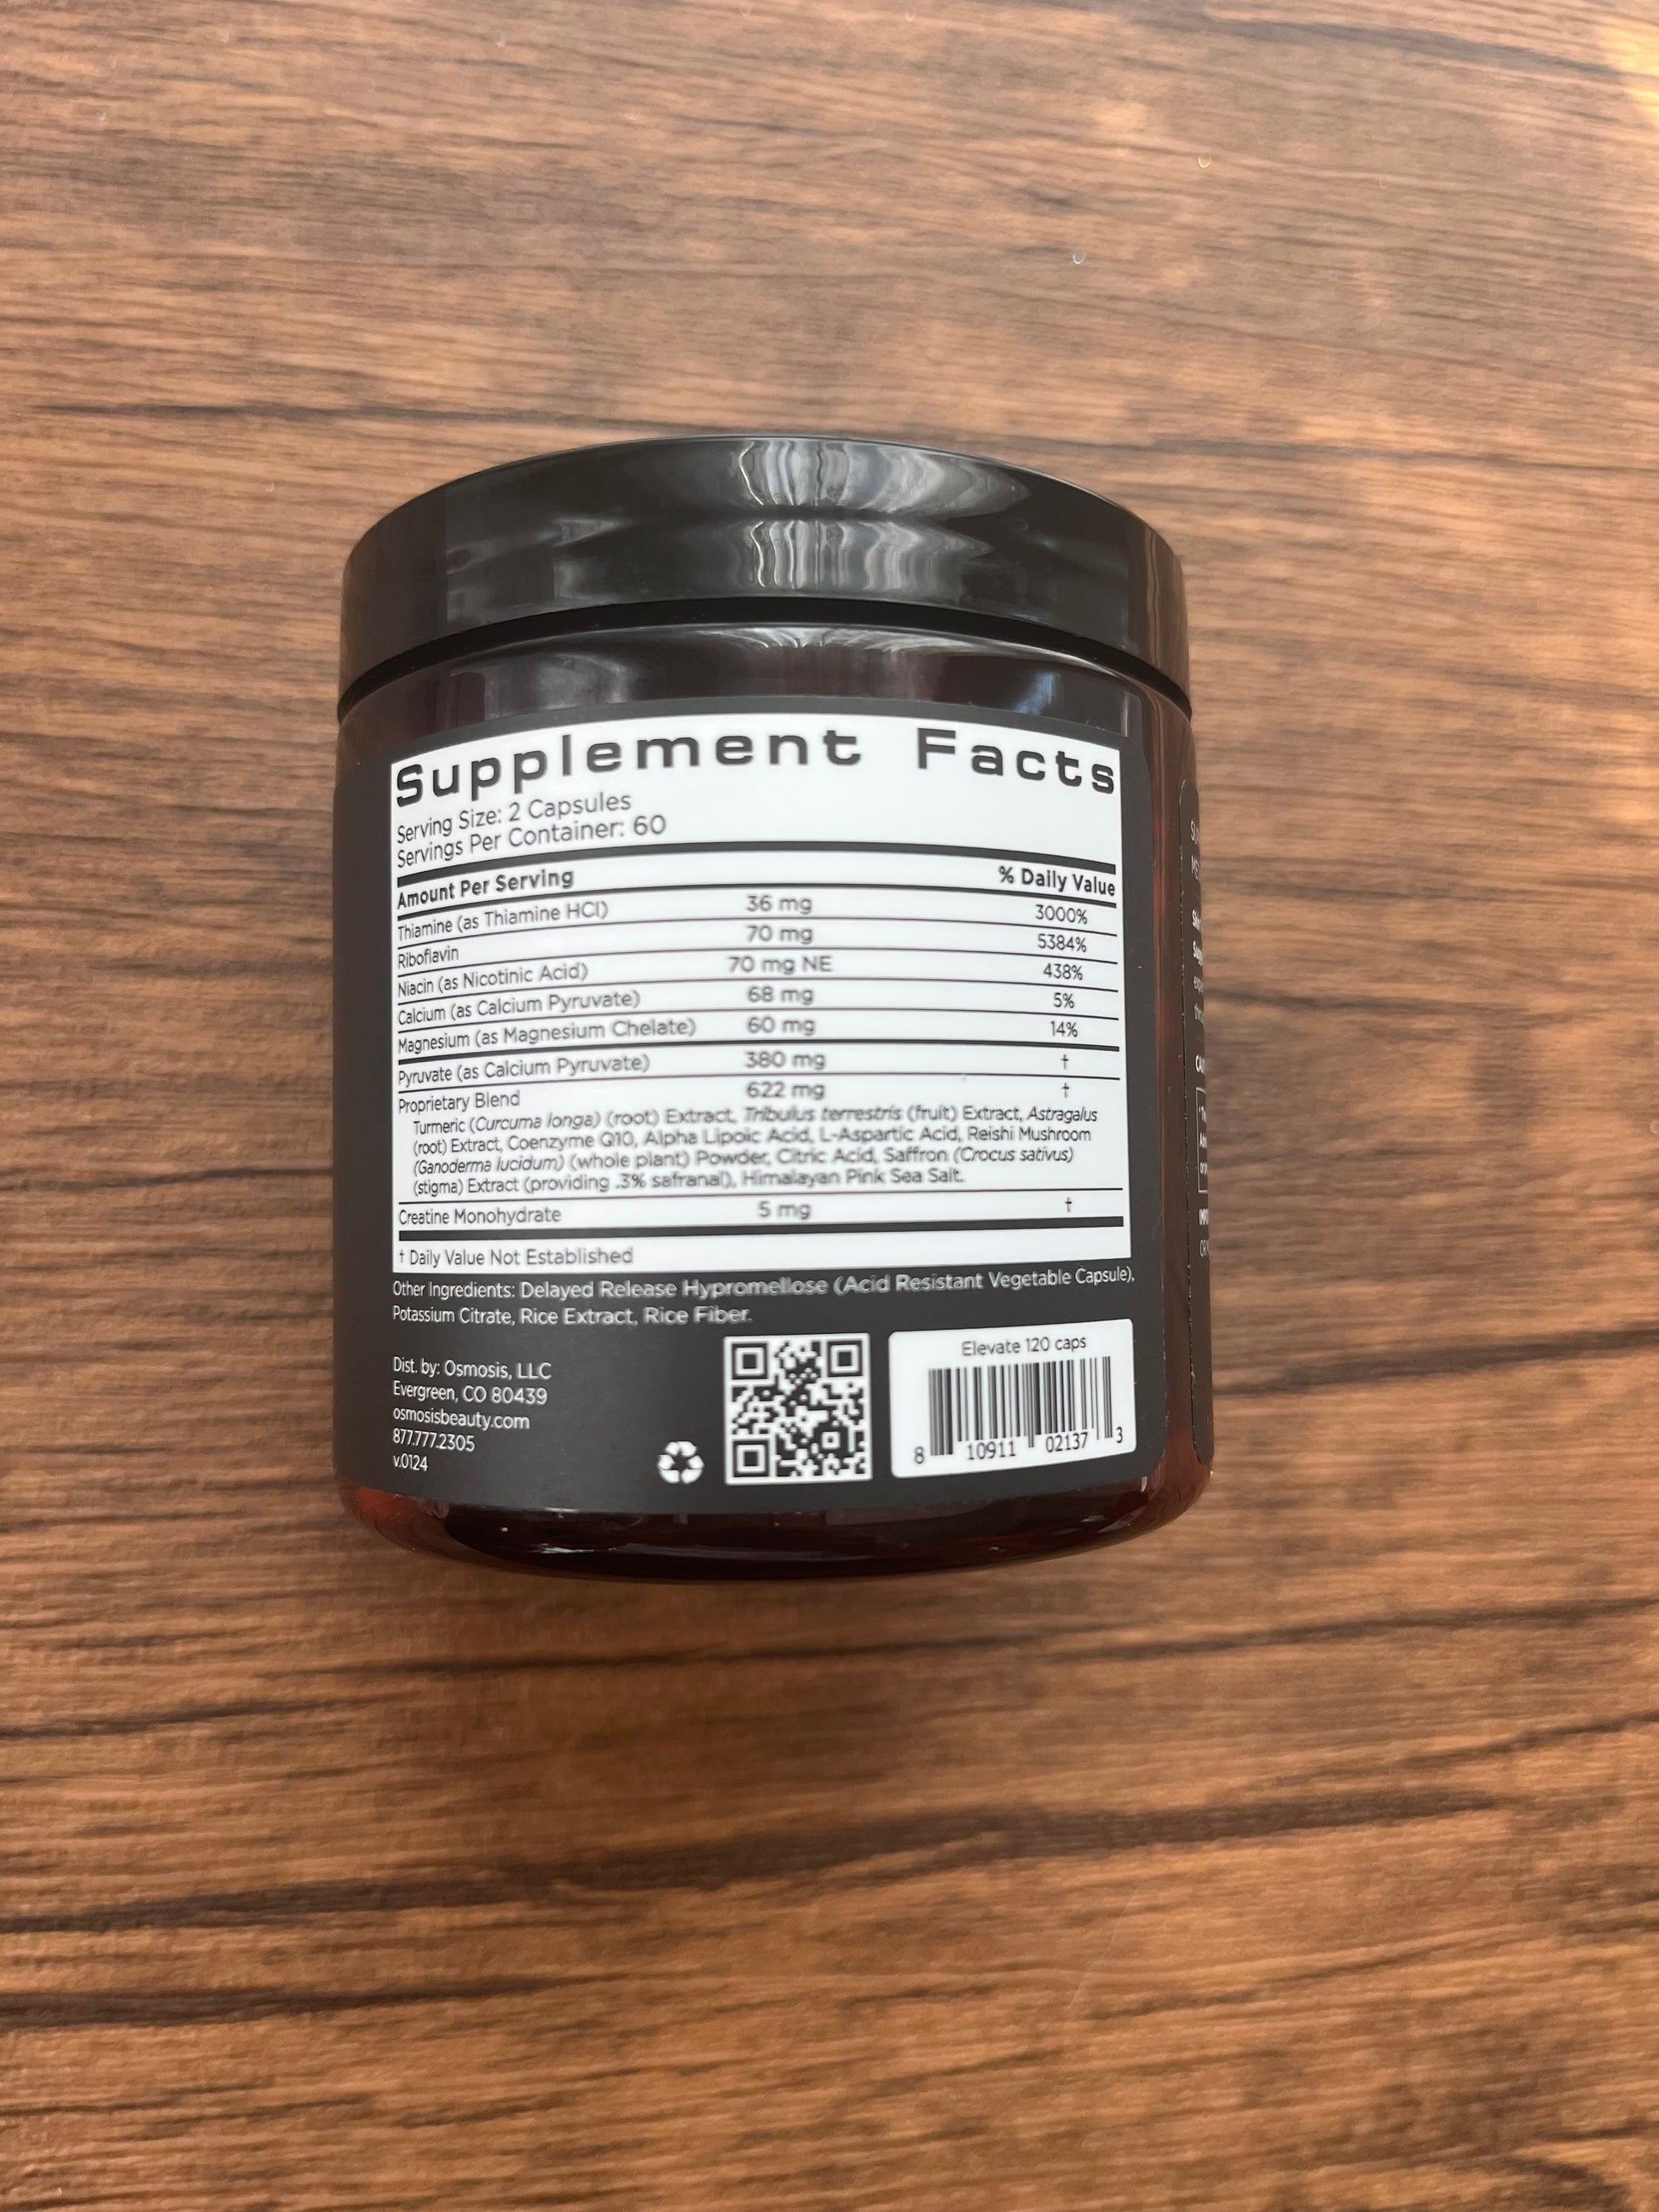 Supplement Facts
Serving Size: 2 Capsules
Servings Per Container: 60
Amount Per Serving % Daily Value
Thiamine (as Thiamine HCl) 36 mg 3000%
Riboflavin 70 mg 5384%
Niacin (as Nicotinic Acid) 70 mg NE 438%
Calcium (as Calcium Pyruvate) 68 mg 5%
Magnesium (as Magnesium Chelate) 60 mg 14%
Pyruvate (as Calcium Pyruvate) 380 mg †
Proprietary Blend 622 mg †
Turmeric (Curcuma longa) (root) Extract, Tribulus terrestris (fruit) Extract, Astragalus
(root) Extract, Coenzyme Q10, Alpha Lipoic Acid, L-Aspartic Acid, Reishi Mushroom
(Ganoderma lucidum) (whole plant) Powder, Citric Acid, Saffron (Crocus sativus)
(stigma) Extract (providing .3% safranal), Himalayan Pink Sea Salt.
Creatine Monohydrate 5 mg †
† Daily Value Not Established
Other Ingredients: Delayed Release Hypromellose (Acid Resistant Vegetable Capsule),
Potassium Citrate, Rice Extract, Rice Fiber.
Dist. by: Osmosis, LLC
Evergreen, CO 80439
osmosisbeauty.com
877.777.2305
v.0124
Elevate 120 caps
8 10911 02137 3